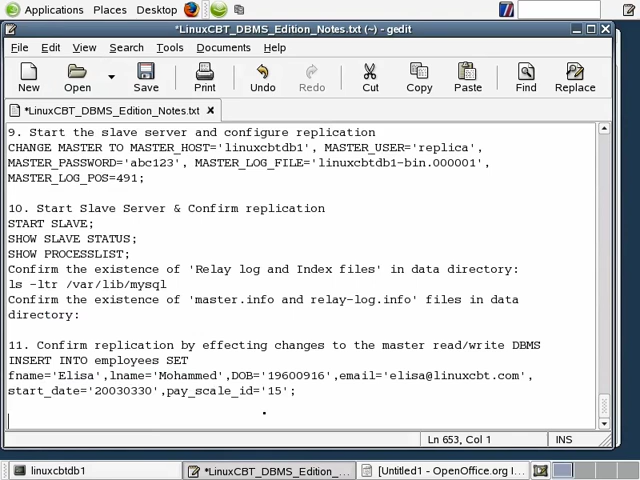 Applications Places Desktop
*LinuxCBT_DBMS_Edition_Notes.txt (~) - gedit
File Edit View Search Tools Documents Help
New Open Save Print Undo Redo Cut Copy Paste Find Replace
*LinuxCBT_DBMS_Edition_Notes.txt x
9. Start the slave server and configure replication
CHANGE MASTER TO MASTER_HOST='linuxcbtdb1', MASTER_USER='replica',
MASTER_PASSWORD='abc123', MASTER_LOG_FILE='linuxcbtdb1-bin.000001',
MASTER_LOG_POS=491;
10. Start Slave Server & Confirm replication
START SLAVE;
SHOW SLAVE STATUS;
SHOW PROCESSLIST;
Confirm the existence of 'Relay log and Index files' in data directory:
ls -ltr /var/lib/mysql
Confirm the existence of 'master.info and relay-log.info' files in data
directory:
11. Confirm replication by effecting changes to the master read/write DBMS
INSERT INTO employees SET
fname='Elisa',lname='Mohammed',DOB='19600916',email='elisa@linuxcbt.com',
start_date='20030330',pay_scale_id='15';
Ln 653, Col 1 INS
linuxcbtdb1 *LinuxCBT_DBMS_Edition_... [Untitled1 - OpenOffice.org I...